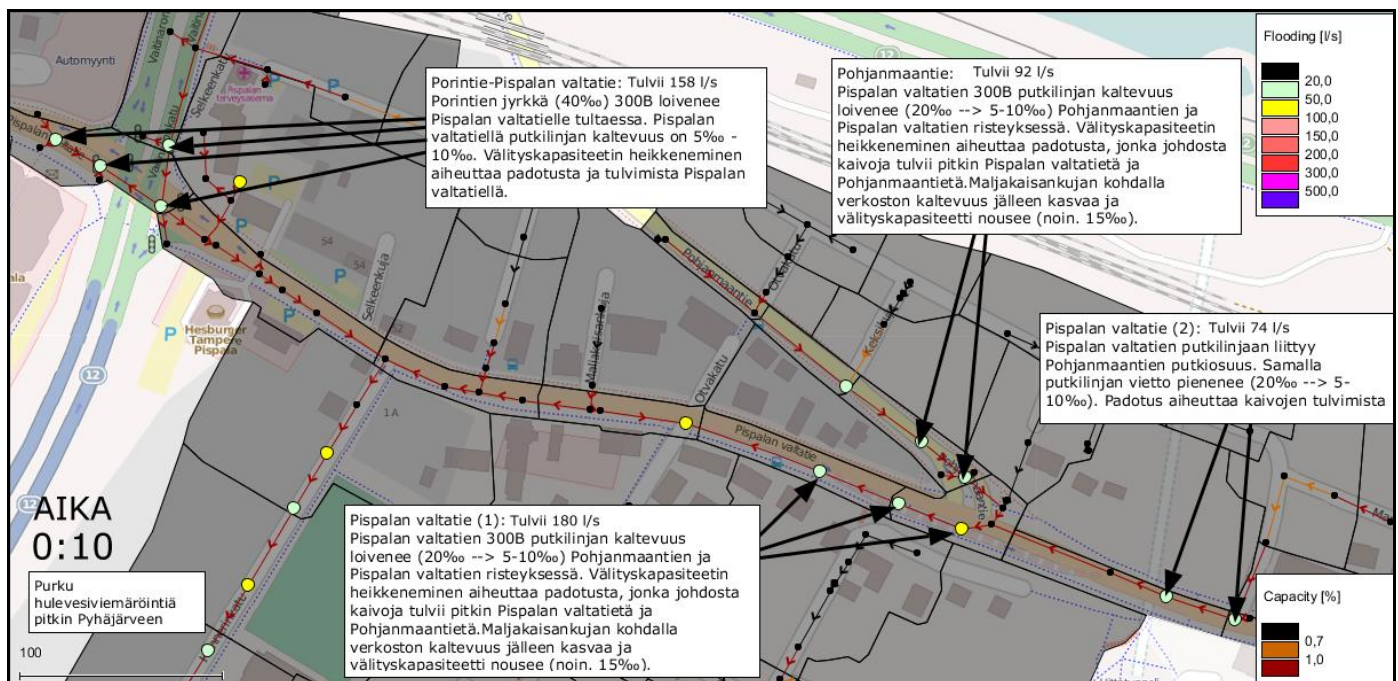 Flooding [l/s]
20,0
50,0
100,0
150,0
200,0
300,0
500,0
Porintie-Pispalan valtatie: Tulvii 158 l/s
Porintien jyrkkä (40‰) 300B loivenee
Pispalan valtatielle tultaessa. Pispalan
valtatiellä putkilinjan kaltevuus on 5‰ -
10‰. Välityskapasiteetin heikkeneminen
aiheuttaa padotusta ja tulvimista Pispalan
valtatiellä.
Pohjanmaantie: Tulvii 92 l/s
Pispalan valtatien 300B putkilinjan kaltevuus
loivenee (20‰ --> 5-10‰) Pohjanmaantien ja
Pispalan valtatien risteyksessä. Välityskapasiteetin
heikkeneminen aiheuttaa padotusta, jonka johdosta
kaivoja tulvii pitkin Pispalan valtatietä ja
Pohjanmaantietä.Maljakaisankujan kohdalla
verkoston kaltevuus jälleen kasvaa ja
välityskapasiteetti nousee (noin. 15‰).
Pispalan valtatie (2): Tulvii 74 l/s
Pispalan valtatien putkilinjaan liittyy
Pohjanmaantien putkiosuus. Samalla
putkilinjan vietto pienenee (20‰ --> 5-
10‰). Padotus aiheuttaa kaivojen tulvimista
Pispalan valtatie (1): Tulvii 180 l/s
Pispalan valtatien 300B putkilinjan kaltevuus
loivenee (20‰ --> 5-10‰) Pohjanmaantien ja
Pispalan valtatien risteyksessä. Välityskapasiteetin
heikkeneminen aiheuttaa padotusta, jonka johdosta
kaivoja tulvii pitkin Pispalan valtatietä ja
Pohjanmaantietä.Maljakaisankujan kohdalla
verkoston kaltevuus jälleen kasvaa ja
välityskapasiteetti nousee (noin. 15‰).
AIKA
0:10
Purku
hulevesiviemäröintiä
pitkin Pyhäjärveen
100
Capacity [%]
0,7
1,0
Automyynti
Selkeenkatu
Pispalan
terveysasema
P
P
P
P
P
P
54
54
52
1 A
Selkeenkuja
Hesburger
Tampere
Pispala
12
12
12
12
Maljakaisankuja
Otvakatu
Pohjanmaantie
Pispalan valtatie